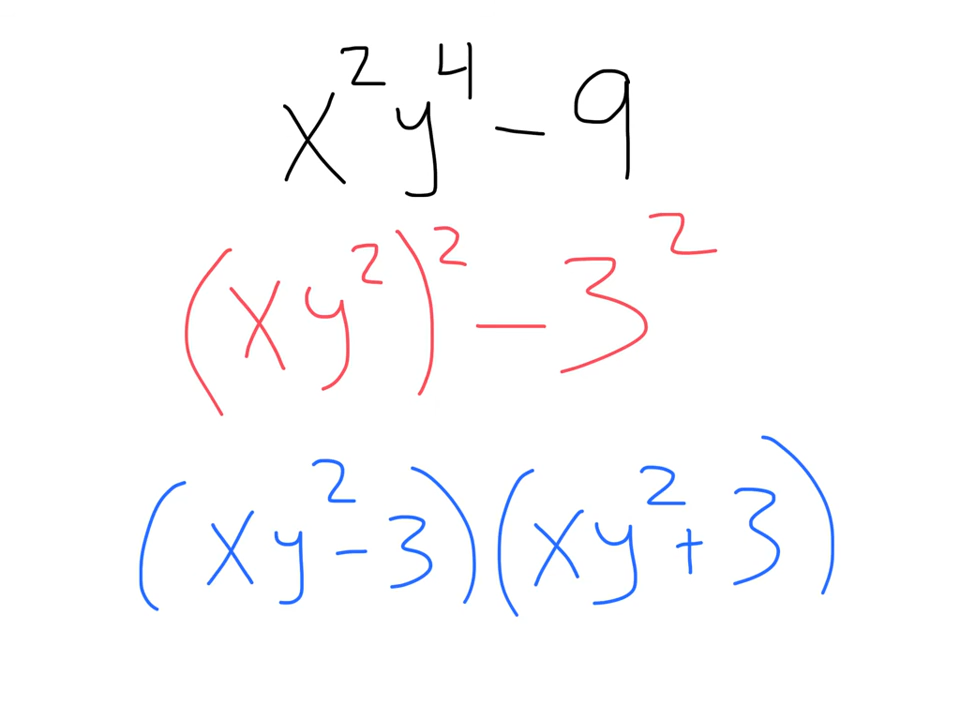 x²y⁴ - 9
(xy²)² - 3²
(xy² - 3)(xy² + 3)